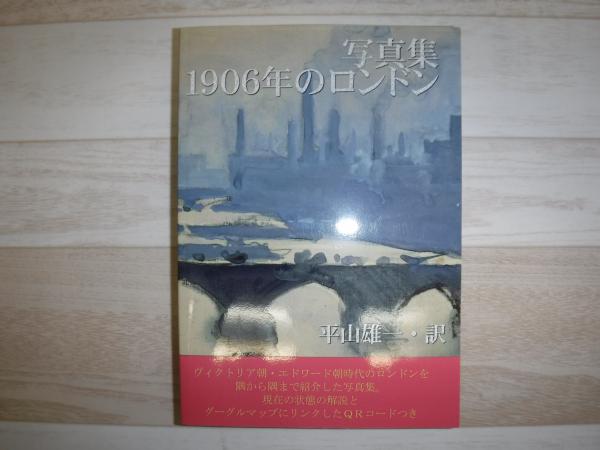 写真集
1906年のロンドン
平山雄一・訳
ヴィクトリア朝・エドワード朝時代のロンドンを
隅から隅まで紹介した写真集。
現在の状態の解説と
グーグルマップにリンクしたQRコードつき